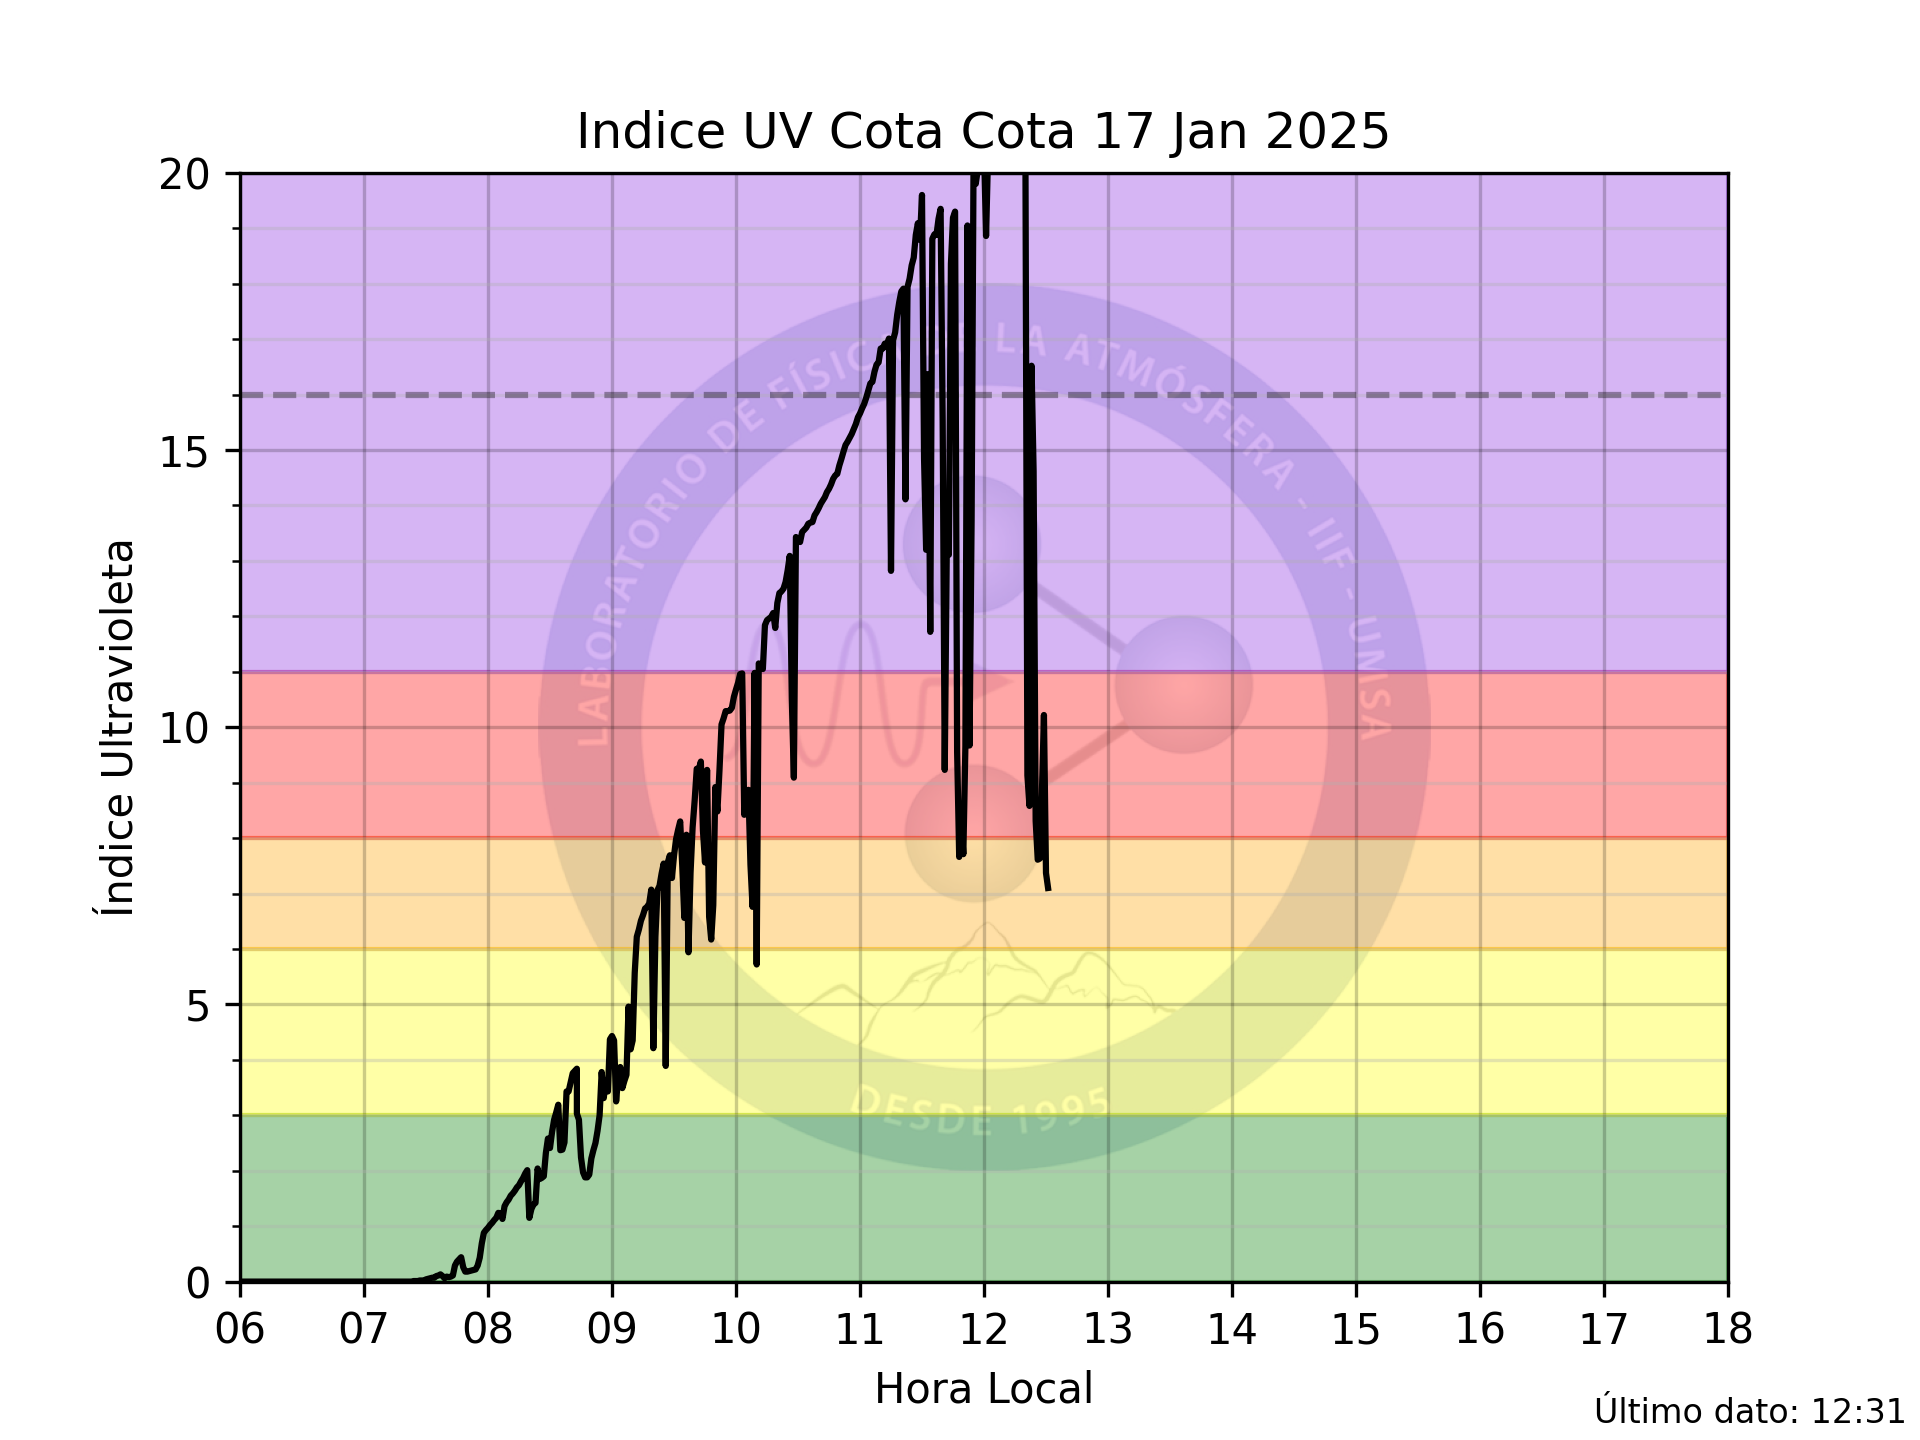 Indice UV Cota Cota 17 Jan 2025
20
15
10
5
0
Índice Ultravioleta
LABORATORIO DE FÍSICA DE LA ATMÓSFERA - IIF - UMSA
DESDE 1995
06 07 08 09 10 11 12 13 14 15 16 17 18
Hora Local
Último dato: 12:31